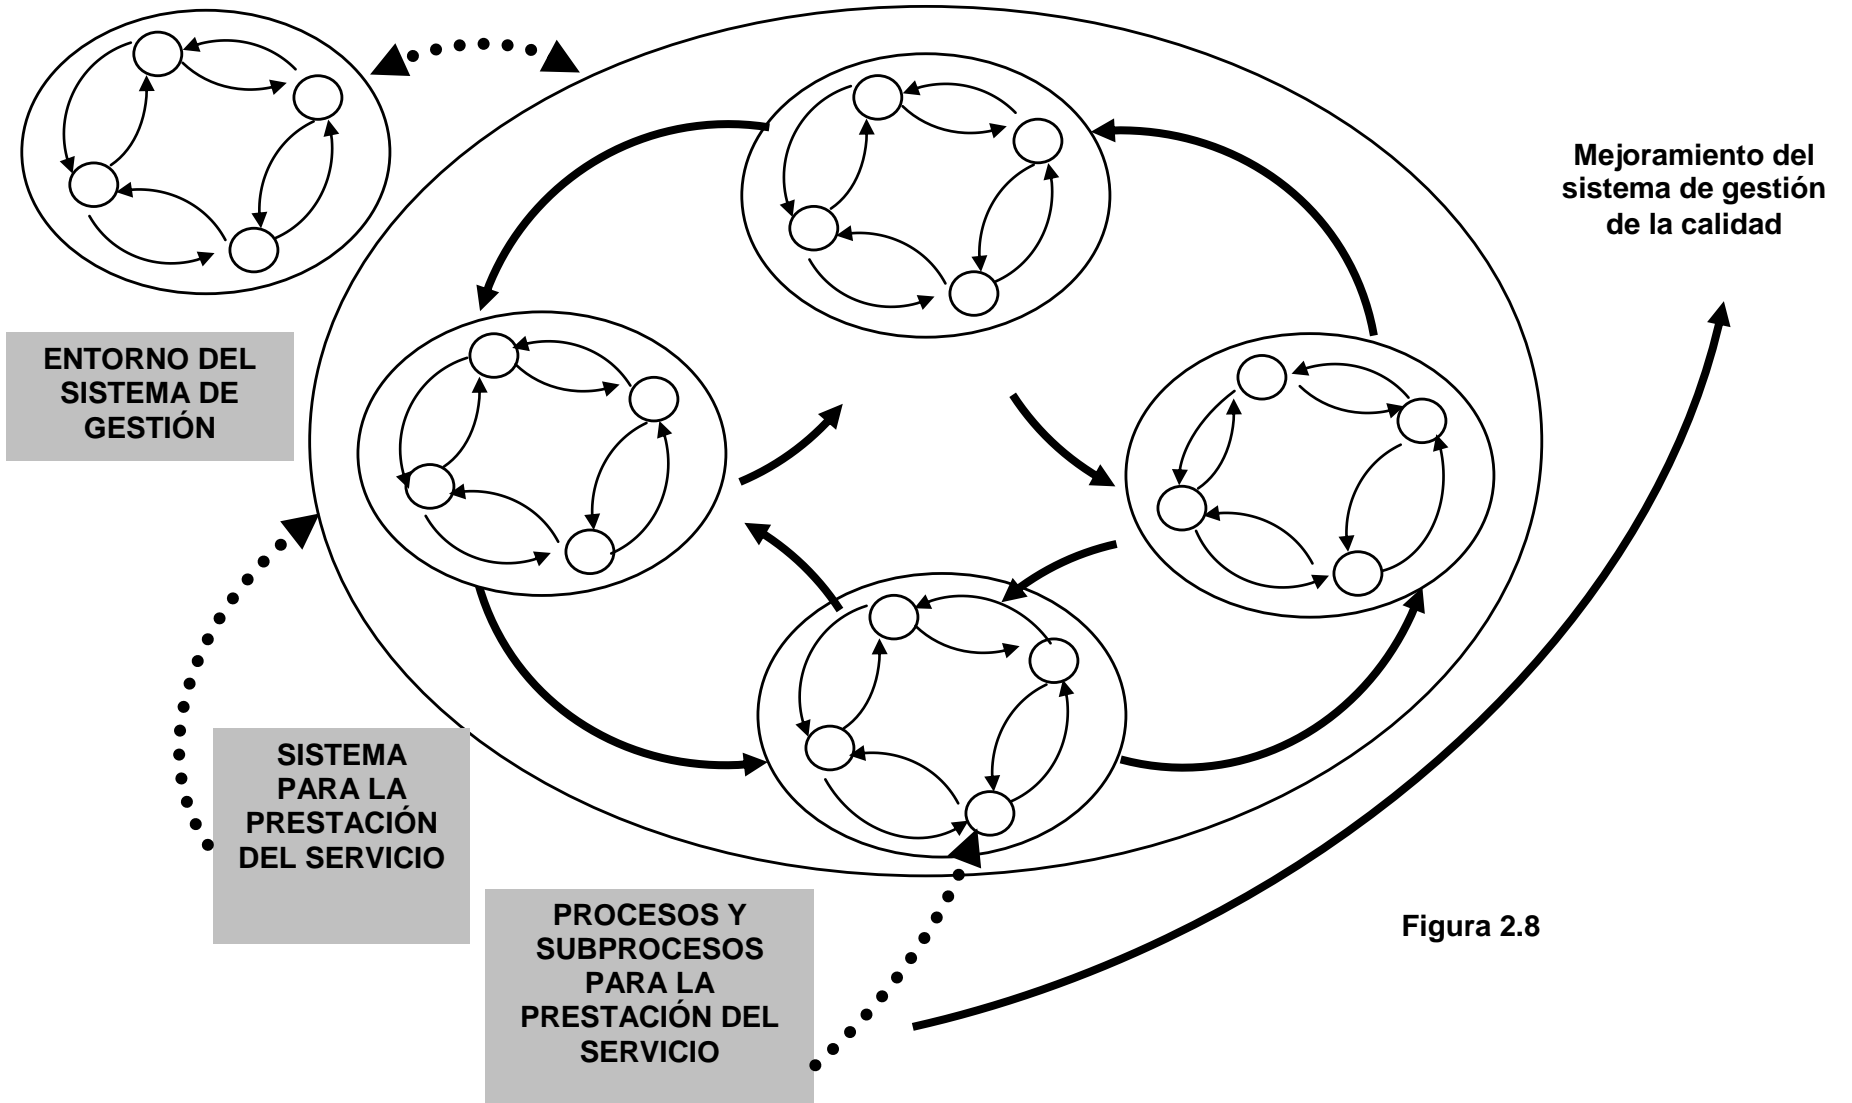 Mejoramiento del
sistema de gestión
de la calidad
ENTORNO DEL
SISTEMA DE
GESTIÓN
SISTEMA
PARA LA
PRESTACIÓN
DEL SERVICIO
PROCESOS Y
SUBPROCESOS
PARA LA
PRESTACIÓN DEL
SERVICIO
Figura 2.8